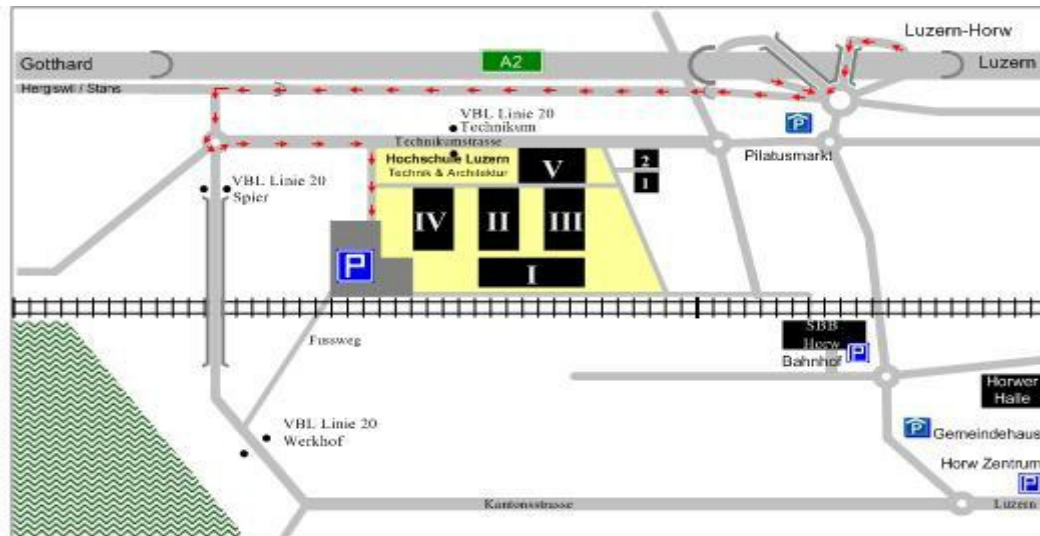 Luzern-Horw
Gotthard
A2
Luzern
Hergiswil / Stans
VBL Linie 20
Technikum
P
Technikumstrasse
Pilatusmarkt
Hochschule Luzern
Technik & Architektur
V
2
1
VBL Linie 20
Spier
IV
II
III
P
I
SBB
Horw
Bahnhof
P
Fussweg
Horwer
Halle
VBL Linie 20
Werkhof
P
Gemeindehaus
Horw Zentrum
P
Kantonsstrasse
Luzern